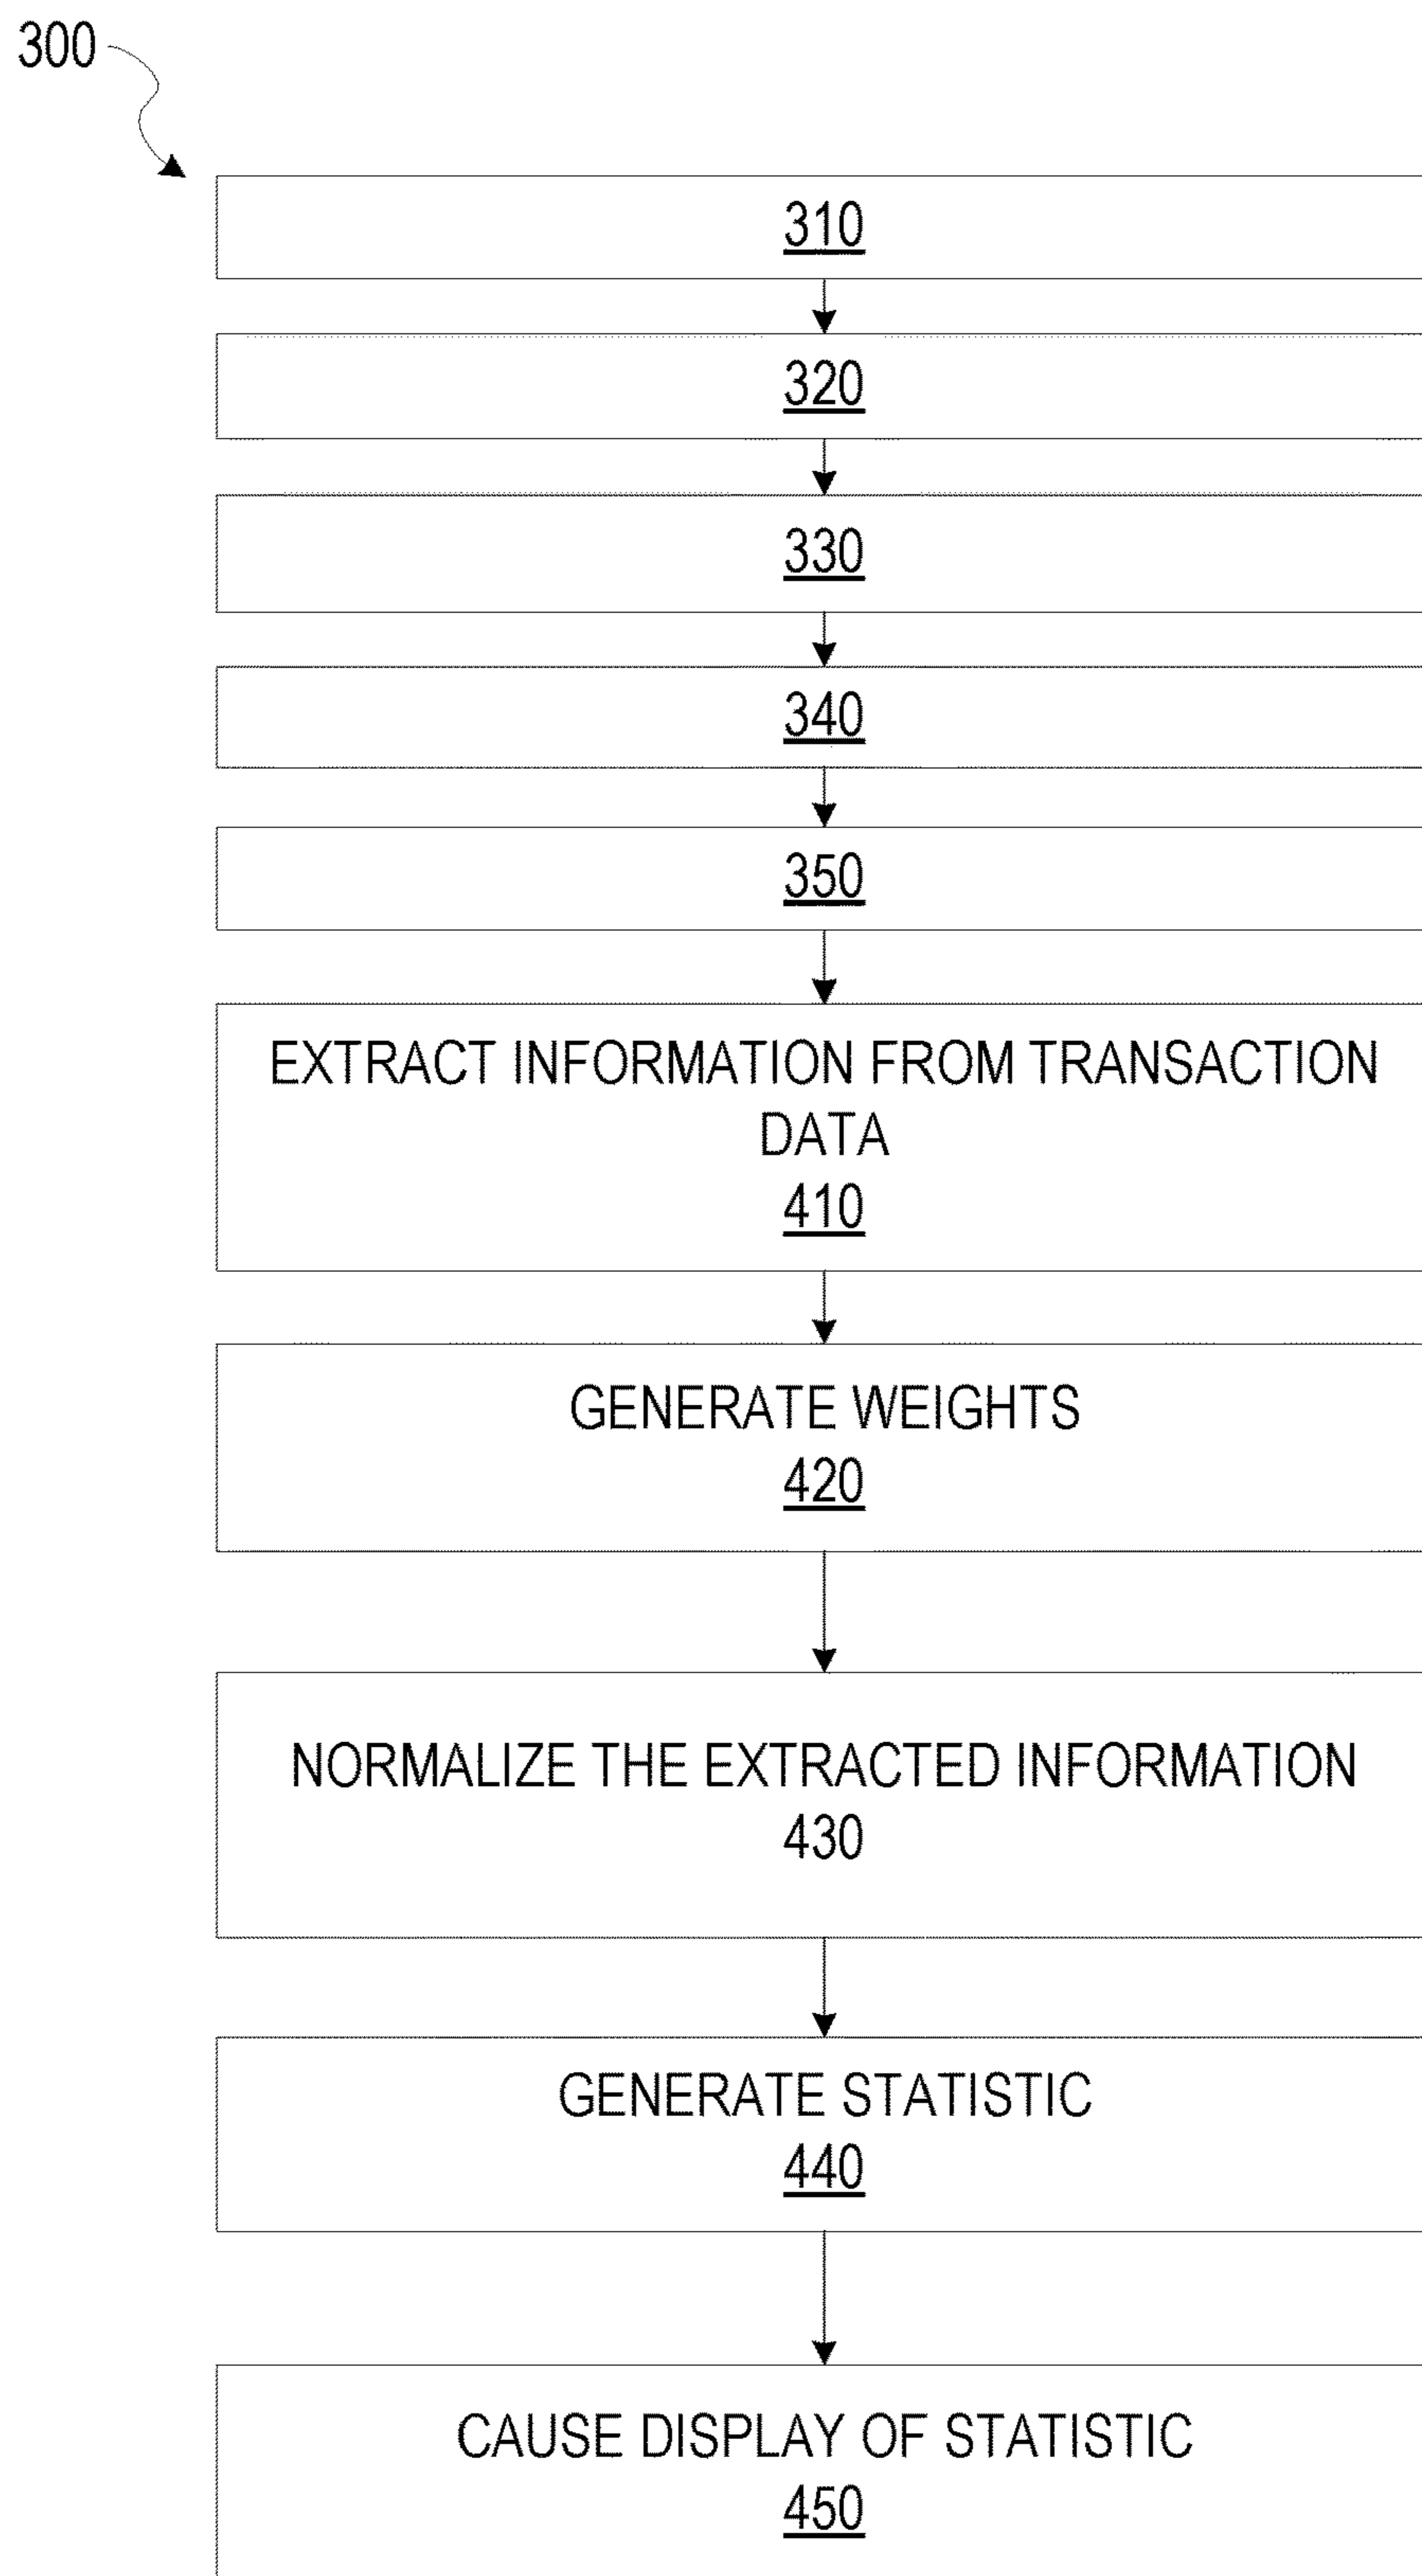 300
310
320
330
340
350
EXTRACT INFORMATION FROM TRANSACTION
DATA
410
GENERATE WEIGHTS
420
NORMALIZE THE EXTRACTED INFORMATION
430
GENERATE STATISTIC
440
CAUSE DISPLAY OF STATISTIC
450